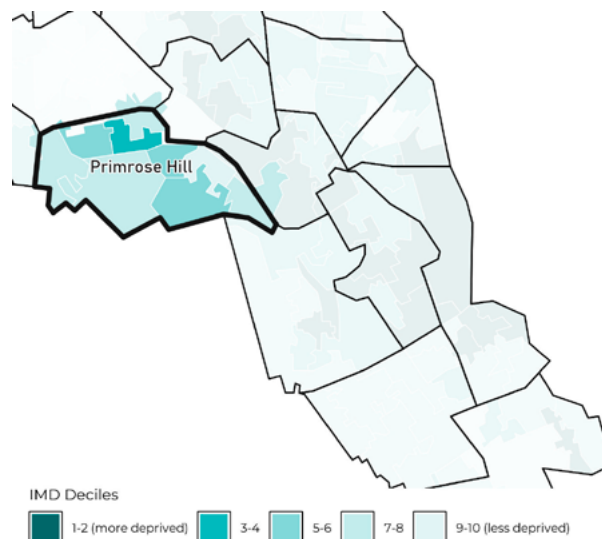 Primrose Hill
IMD Deciles
1-2 (more deprived) 3-4 5-6 7-8 9-10 (less deprived)